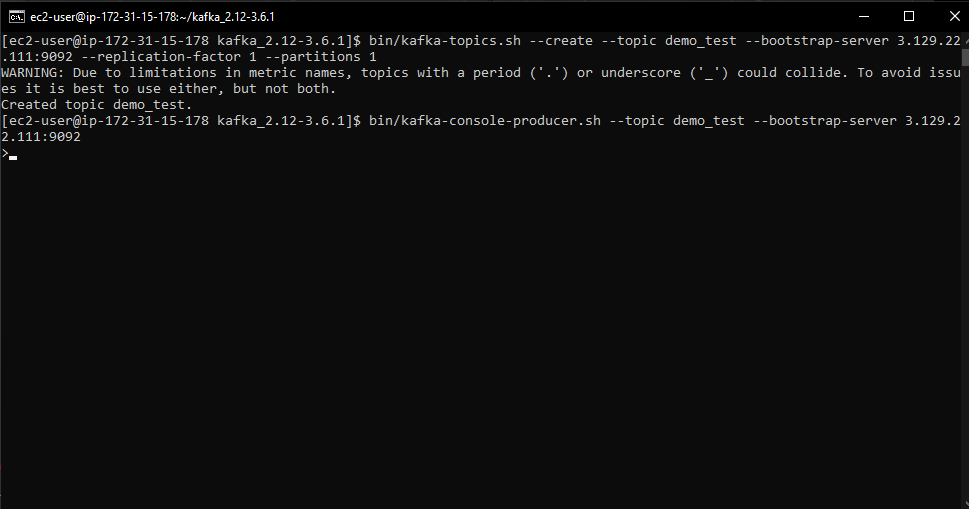 ec2-user@ip-172-31-15-178:~/kafka_2.12-3.6.1
[ec2-user@ip-172-31-15-178 kafka_2.12-3.6.1]$ bin/kafka-topics.sh --create --topic demo_test --bootstrap-server 3.129.22
.111:9092 --replication-factor 1 --partitions 1
WARNING: Due to limitations in metric names, topics with a period ('.') or underscore ('_') could collide. To avoid issu
es it is best to use either, but not both.
Created topic demo_test.
[ec2-user@ip-172-31-15-178 kafka_2.12-3.6.1]$ bin/kafka-console-producer.sh --topic demo_test --bootstrap-server 3.129.2
2.111:9092
>